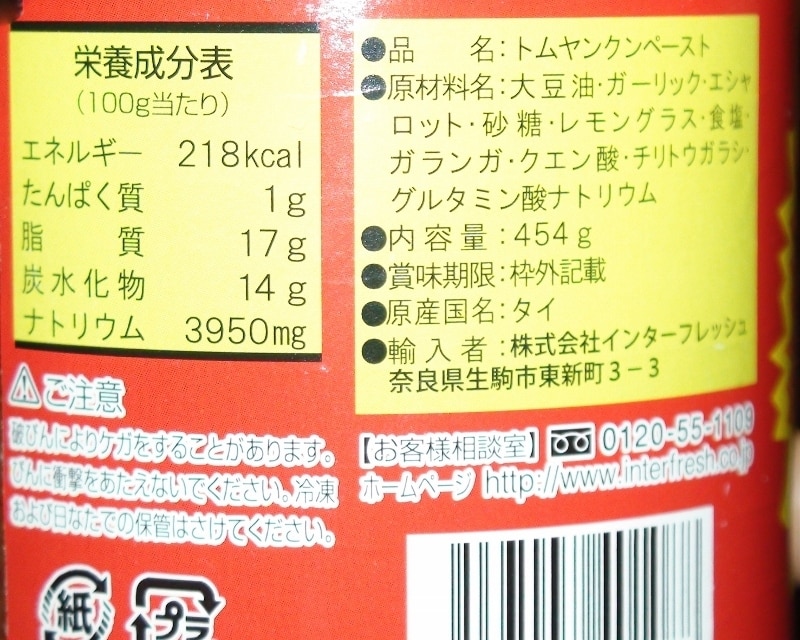 栄養成分表
(100g当たり)
エネルギー 218kcal
たんぱく質 1g
脂 質 17g
炭水化物 14g
ナトリウム 3950mg
⚠ご注意
破びんによりケガをすることがあります。
びんに衝撃をあたえないでください。冷凍
および日なたでの保管はさけてください。
紙
プラ
●品 名：トムヤンクンペースト
●原材料名：大豆油・ガーリック・エシャ
ロット・砂糖・レモングラス・食塩・
ガランガ・クエン酸・チリトウガラシ・
グルタミン酸ナトリウム
●内容量：454g
●賞味期限：枠外記載
●原産国名：タイ
●輸入者：株式会社インターフレッシュ
奈良県生駒市東新町3－3
【お客様相談室】 0120-55-1109
ホームページ http://www.interfresh.co.jp